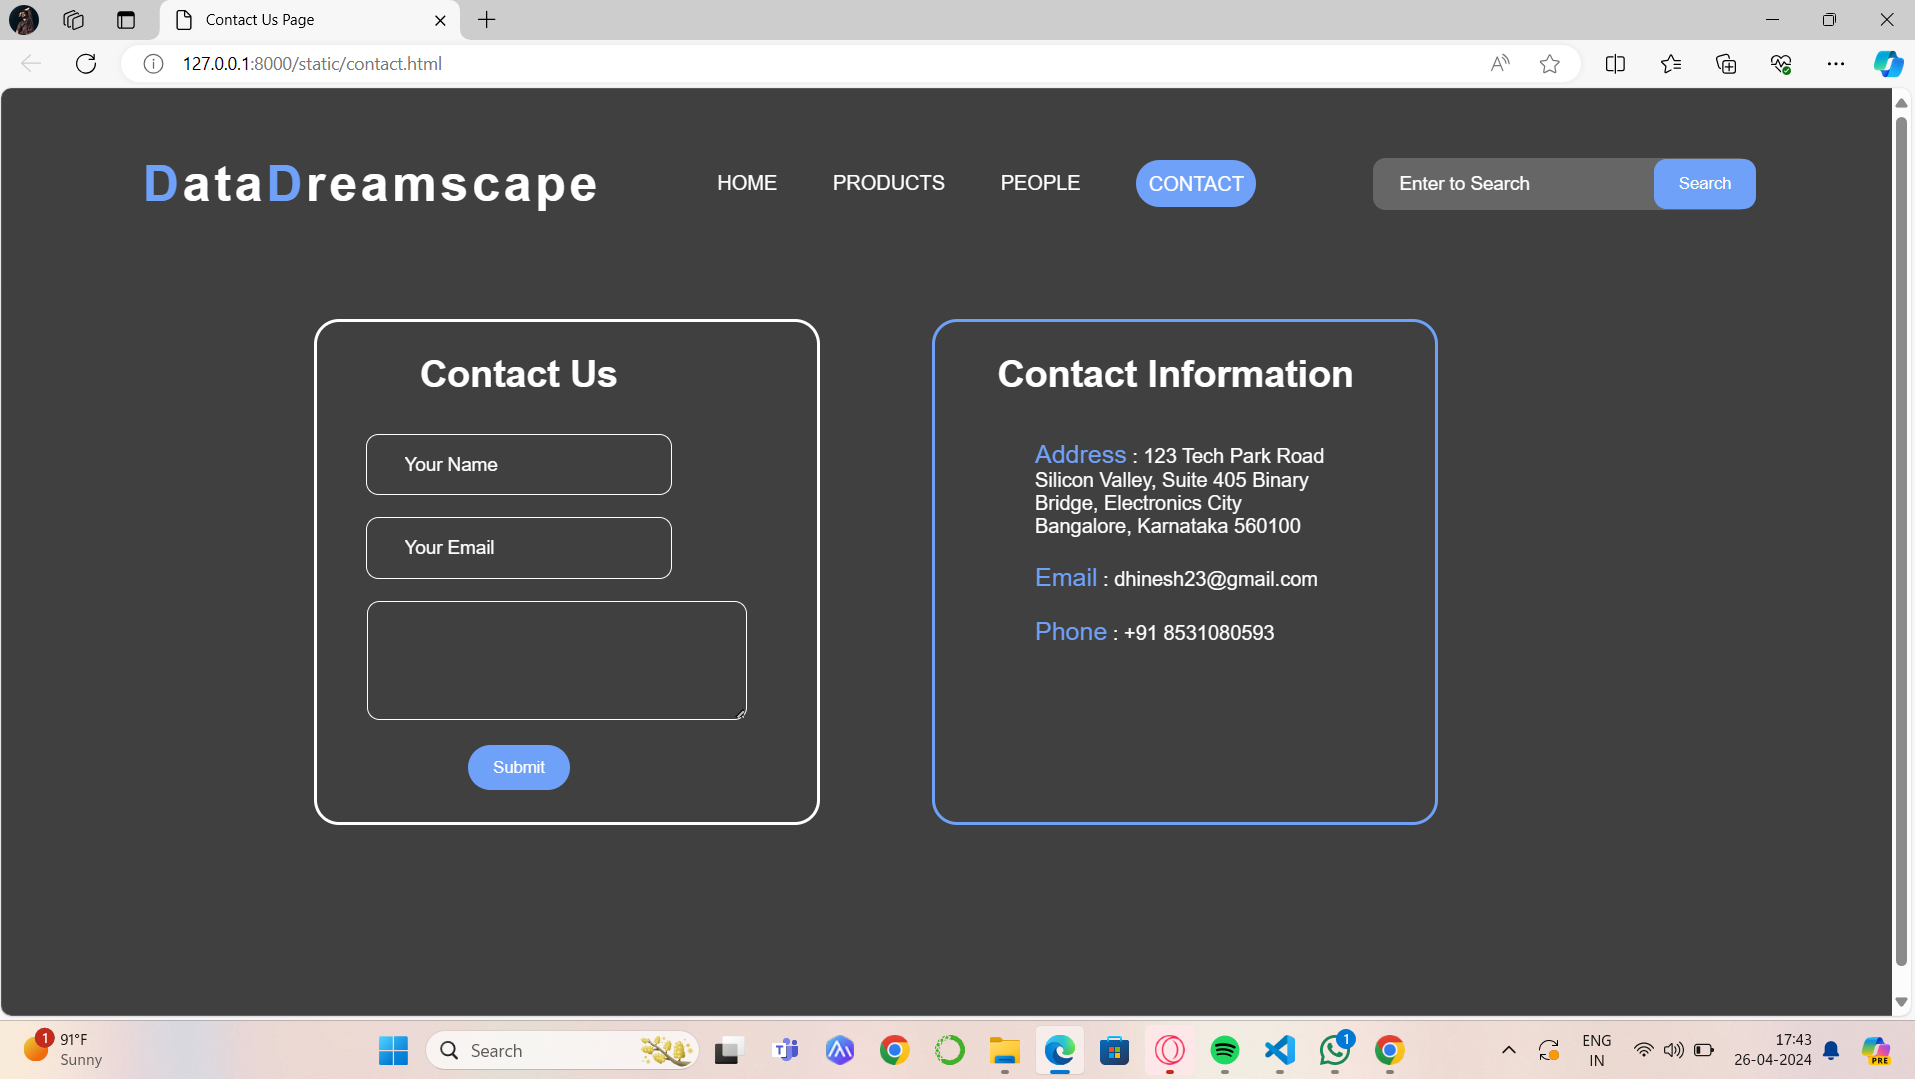 Contact Us Page
127.0.0.1:8000/static/contact.html
DataDreamscape
HOME
PRODUCTS
PEOPLE
CONTACT
Enter to Search
Search
Contact Us
Your Name
Your Email
Submit
Contact Information
Address : 123 Tech Park Road
Silicon Valley, Suite 405 Binary
Bridge, Electronics City
Bangalore, Karnataka 560100
Email : dhinesh23@gmail.com
Phone : +91 8531080593
1
91°F
Sunny
Search
1
ENG
IN
17:43
26-04-2024
PRE